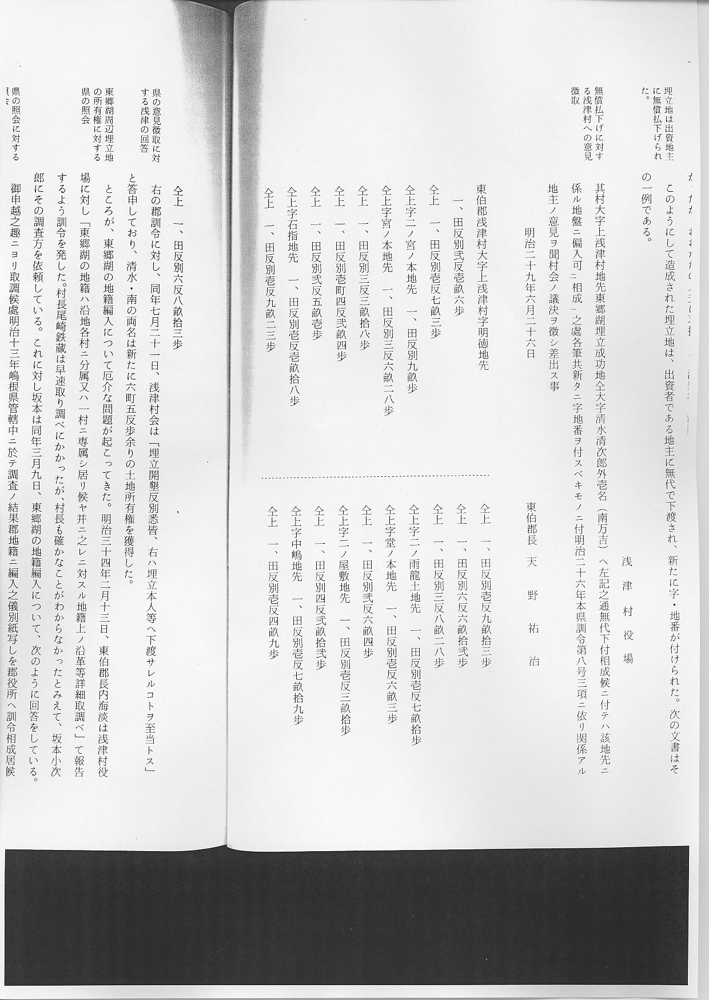 埋立地は出資地主
に無償払下げられ
た。
このようにして造成された埋立地は、出資者である地主に無代で下渡され、新たに字・地番が付けられた。次の文書はそ
の一例である。
浅津村役場
無償払下げに対す
る浅津村への意見
徴取
其村大字上浅津村地先東郷湖埋立成功地仝大字清水清次郎外壱名（南万吉）ヘ左記之通無代下付相成候ニ付テハ該地先ニ
係ル地盤ニ偏入可ニ相成一之處各筆共新タニ字地番ヲ付スベキモノニ付明治二十六年本県訓令第八号三項ニ依リ関係アル
地主ノ意見ヲ聞村会ノ議決ヲ徴シ差出ス事
明治二十九年六月二十六日
東伯郡長 天野祐治
東伯郡浅津村大字上浅津村字明徳地先
一、田反別弐反壱畝六歩
仝上 一、田反別壱反七畝三歩
仝上字二ノ宮ノ本地先 一、田反別九畝歩
仝上字宮ノ本地先 一、田反別三反六畝二八歩
仝上 一、田反別三反三畝拾八歩
仝上 一、田反別壱町四反弐畝四歩
仝上 一、田反別弐反五畝壱歩
仝上字石指地先 一、田反別壱反壱畝拾八歩
仝上 一、田反別壱反九畝二三歩
仝上 一、田反別壱反九畝拾三歩
仝上 一、田反別六反六畝拾弐歩
仝上 一、田反別三反八畝二八歩
仝上字二ノ雨龍土地先 一、田反別壱反七畝拾歩
仝上字堂ノ本地先 一、田反別壱反六畝三歩
仝上 一、田反別弐反六畝四歩
仝上字二ノ屋敷地先 一、田反別壱反三畝拾歩
仝上 一、田反別四反弐畝拾弐歩
仝上字中嶋地先 一、田反別壱反七畝拾九歩
仝上 一、田反別壱反四畝九歩
仝上 一、田反別六反八畝拾三歩
県の意見徴取に対
する浅津の回答
右の郡訓令に対し、同年七月二十一日、浅津村会は「埋立開墾反別悉皆、右ハ埋立本人等ヘ下渡サレルコトヲ至当トス」
と答申しており、清水・南の両名は新たに六町五反歩余りの土地所有権を獲得した。
東郷湖周辺埋立地
の所有権に対する
県の照会
ところが、東郷湖の地籍編入について厄介な問題が起こってきた。明治三十四年二月十三日、東伯郡長内海淡は浅津村役
場に対し「東郷湖の地籍ハ沿地各村ニ分属又ハ一村ニ専属シ居リ候ヤ并ニ之レニ対スル地籍上ノ沿革等詳細取調べ」て報告
するよう訓令を発した。村長尾崎鉄蔵は早速取り調べにかかったが、村長も確かなことがわからなかったとみえて、坂本小次
郎にその調査方を依頼している。これに対し坂本は同年三月九日、東郷湖の地籍編入について、次のように回答をしている。
県の照会に対する
御申越之趣ニヨリ取調候處明治十三年嶋根県管轄中ニ於テ調査ノ結果郡地籍ニ編入之儀別紙写しを郡役所ヘ訓令相成居候